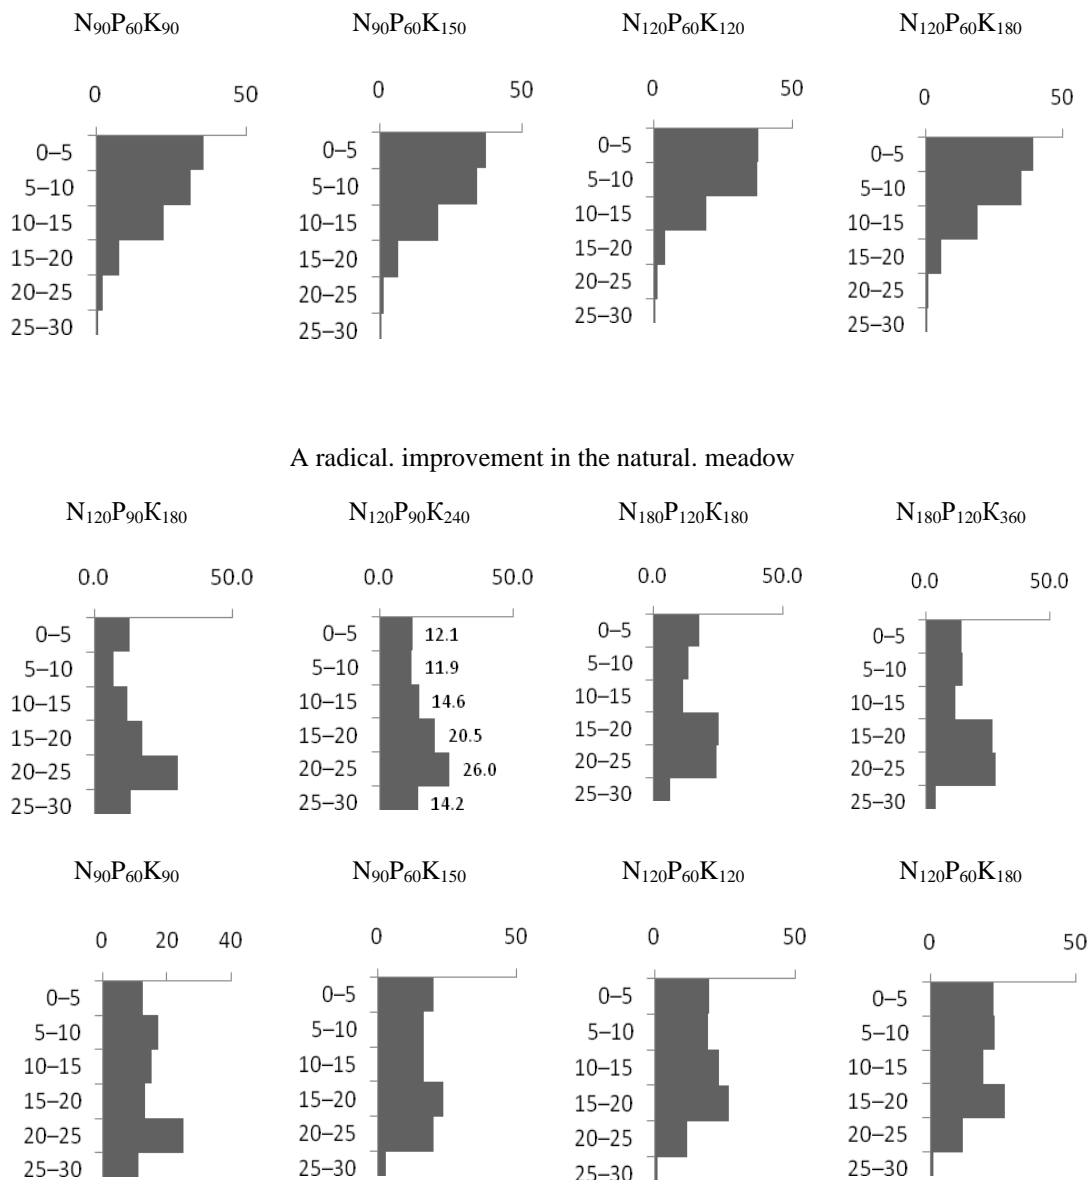 N₉₀P₆₀K₉₀ N₉₀P₆₀K₁₅₀ N₁₂₀P₆₀K₁₂₀ N₁₂₀P₆₀K₁₈₀
0 50 0 50 0 50 0 50
0–5 0–5 0–5 0–5
5–10 5–10 5–10 5–10
10–15 10–15 10–15 10–15
15–20 15–20 15–20 15–20
20–25 20–25 20–25 20–25
25–30 25–30 25–30 25–30
A radical. improvement in the natural. meadow
N₁₂₀P₉₀K₁₈₀ N₁₂₀P₉₀K₂₄₀ N₁₈₀P₁₂₀K₁₈₀ N₁₈₀P₁₂₀K₃₆₀
0.0 50.0 0.0 50.0 0.0 50.0 0.0 50.0
0–5 0–5 12.1 0–5 0–5
5–10 5–10 11.9 5–10 5–10
10–15 10–15 14.6 10–15 10–15
15–20 15–20 20.5 15–20 15–20
20–25 20–25 26.0 20–25 20–25
25–30 25–30 14.2 25–30 25–30
N₉₀P₆₀K₉₀ N₉₀P₆₀K₁₅₀ N₁₂₀P₆₀K₁₂₀ N₁₂₀P₆₀K₁₈₀
0 20 40 0 50 0 50 0 50
0–5 0–5 0–5 0–5
5–10 5–10 5–10 5–10
10–15 10–15 10–15 10–15
15–20 15–20 15–20 15–20
20–25 20–25 20–25 20–25
25–30 25–30 25–30 25–30